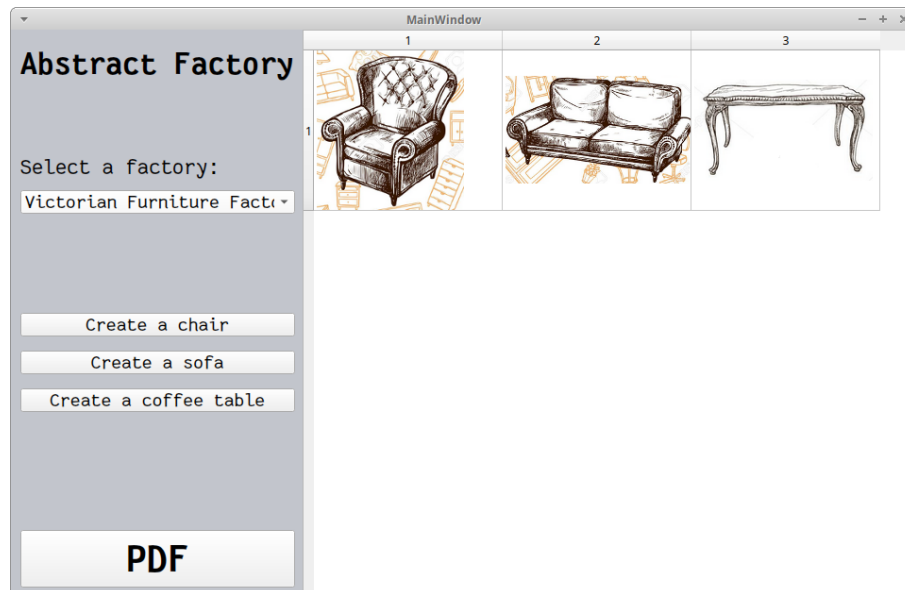 MainWindow
Abstract Factory
Select a factory:
Victorian Furniture Facto
Create a chair
Create a sofa
Create a coffee table
PDF
1 2 3
1